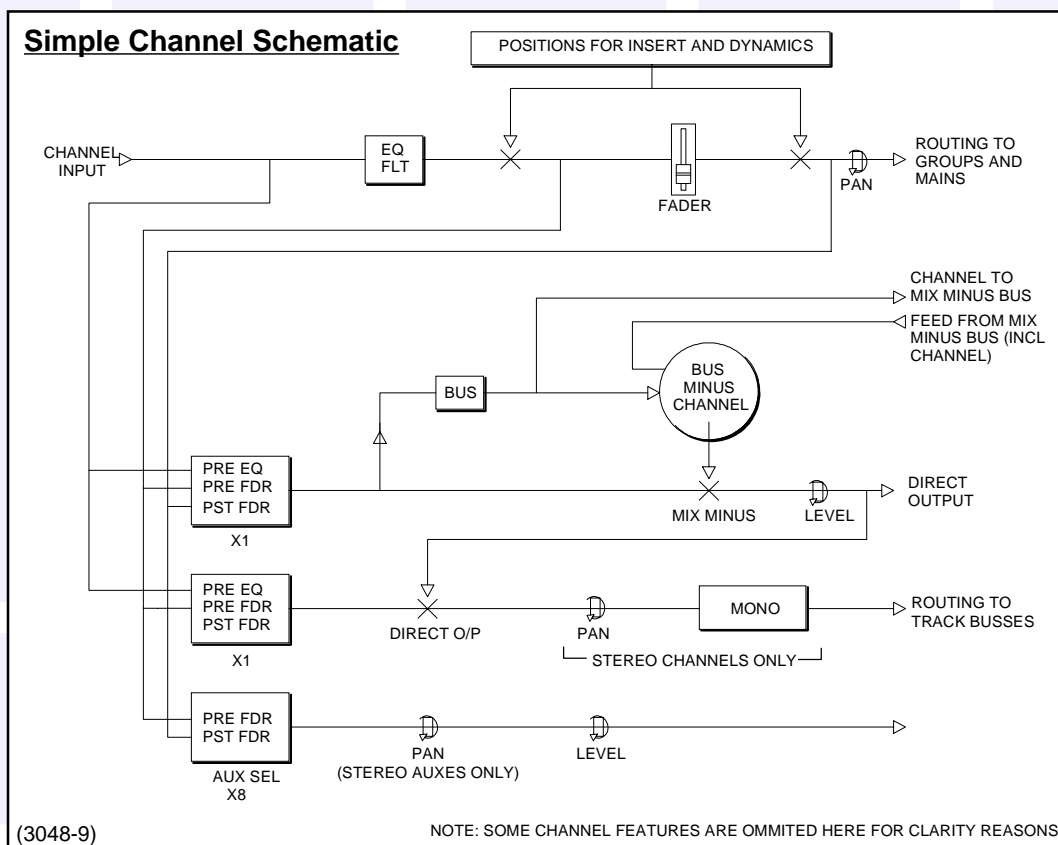 Simple Channel Schematic
POSITIONS FOR INSERT AND DYNAMICS
CHANNEL
INPUT
EQ
FLT
FADER
PAN
ROUTING TO
GROUPS AND
MAINS
CHANNEL TO
MIX MINUS BUS
FEED FROM MIX
MINUS BUS (INCL
CHANNEL)
BUS
BUS
MINUS
CHANNEL
PRE EQ
PRE FDR
PST FDR
X1
MIX MINUS
LEVEL
DIRECT
OUTPUT
PRE EQ
PRE FDR
PST FDR
X1
DIRECT O/P
PAN
MONO
STEREO CHANNELS ONLY
ROUTING TO
TRACK BUSSES
PRE FDR
PST FDR
AUX SEL
X8
PAN
(STEREO AUXES ONLY)
LEVEL
(3048-9)
NOTE: SOME CHANNEL FEATURES ARE OMMITED HERE FOR CLARITY REASONS